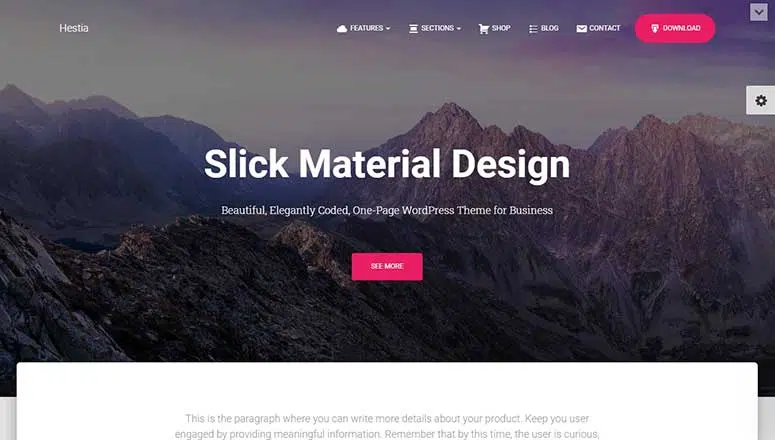 Hestia
FEATURES
SECTIONS
SHOP
BLOG
CONTACT
DOWNLOAD
Slick Material Design
Beautiful, Elegantly Coded, One-Page WordPress Theme for Business
SEE MORE
This is the paragraph where you can write more details about your product. Keep you user
engaged by providing meaningful information. Remember that by this time, the user is curious,